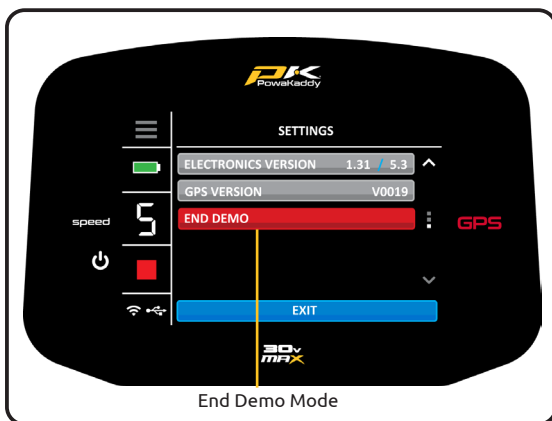 PK
PowaKaddy
SETTINGS
ELECTRONICS VERSION 1.31 / 5.3
GPS VERSION V0019
END DEMO
speed 5 GPS
EXIT
30v
MAX
End Demo Mode